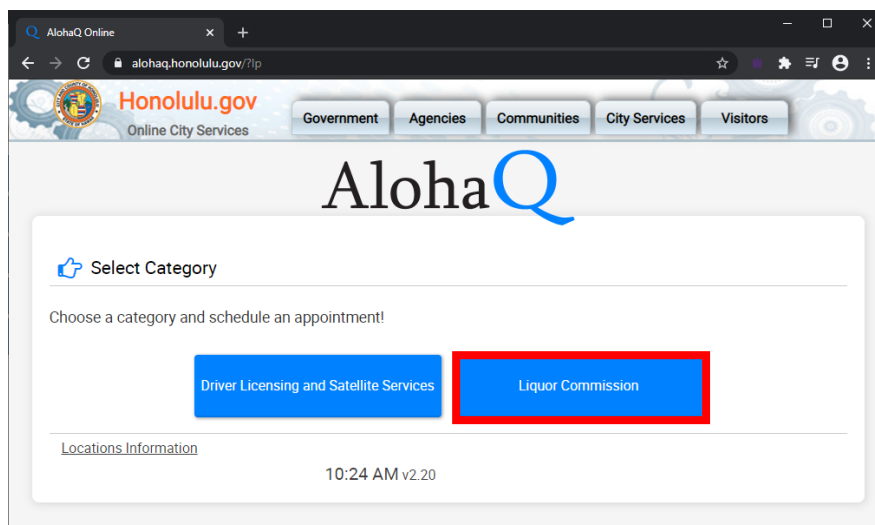 AlohaQ Online
alohaq.honolulu.gov/?lp
Honolulu.gov
Online City Services
Government
Agencies
Communities
City Services
Visitors
AlohaQ
Select Category
Choose a category and schedule an appointment!
Driver Licensing and Satellite Services
Liquor Commission
Locations Information
10:24 AM v2.20